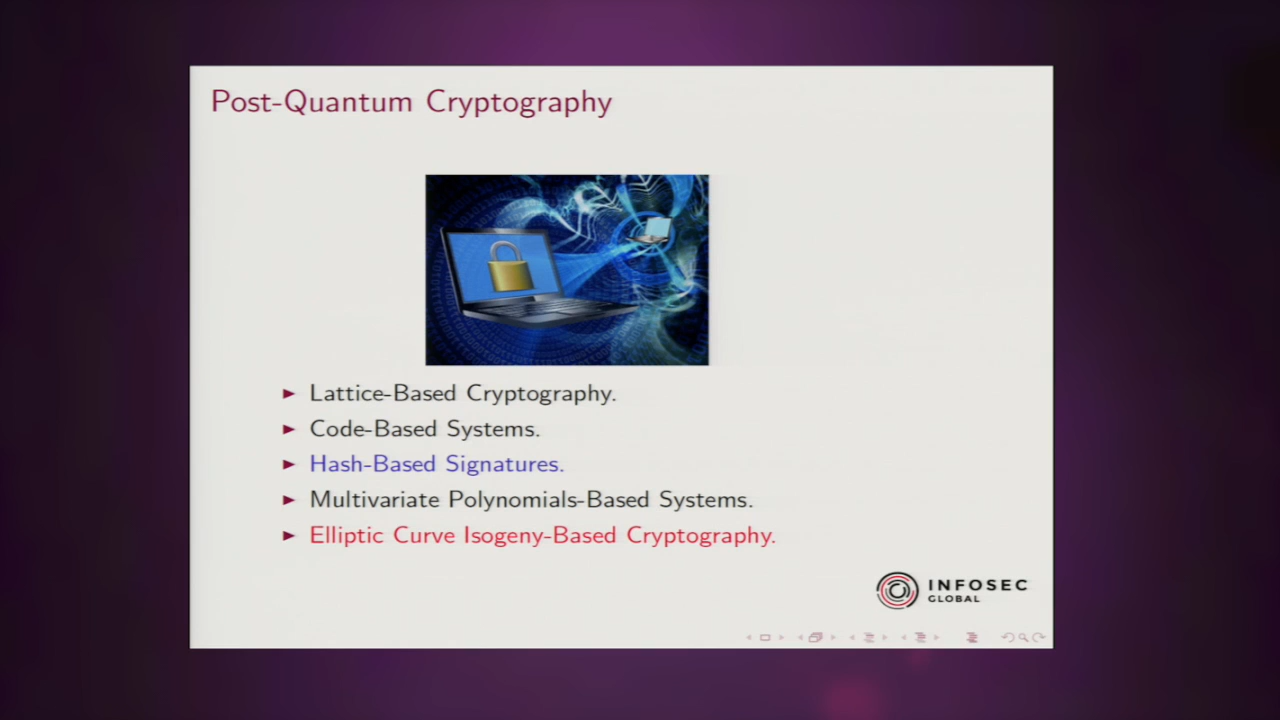 Post-Quantum Cryptography
Lattice-Based Cryptography.
Code-Based Systems.
Hash-Based Signatures.
Multivariate Polynomials-Based Systems.
Elliptic Curve Isogeny-Based Cryptography.
INFOSEC
GLOBAL